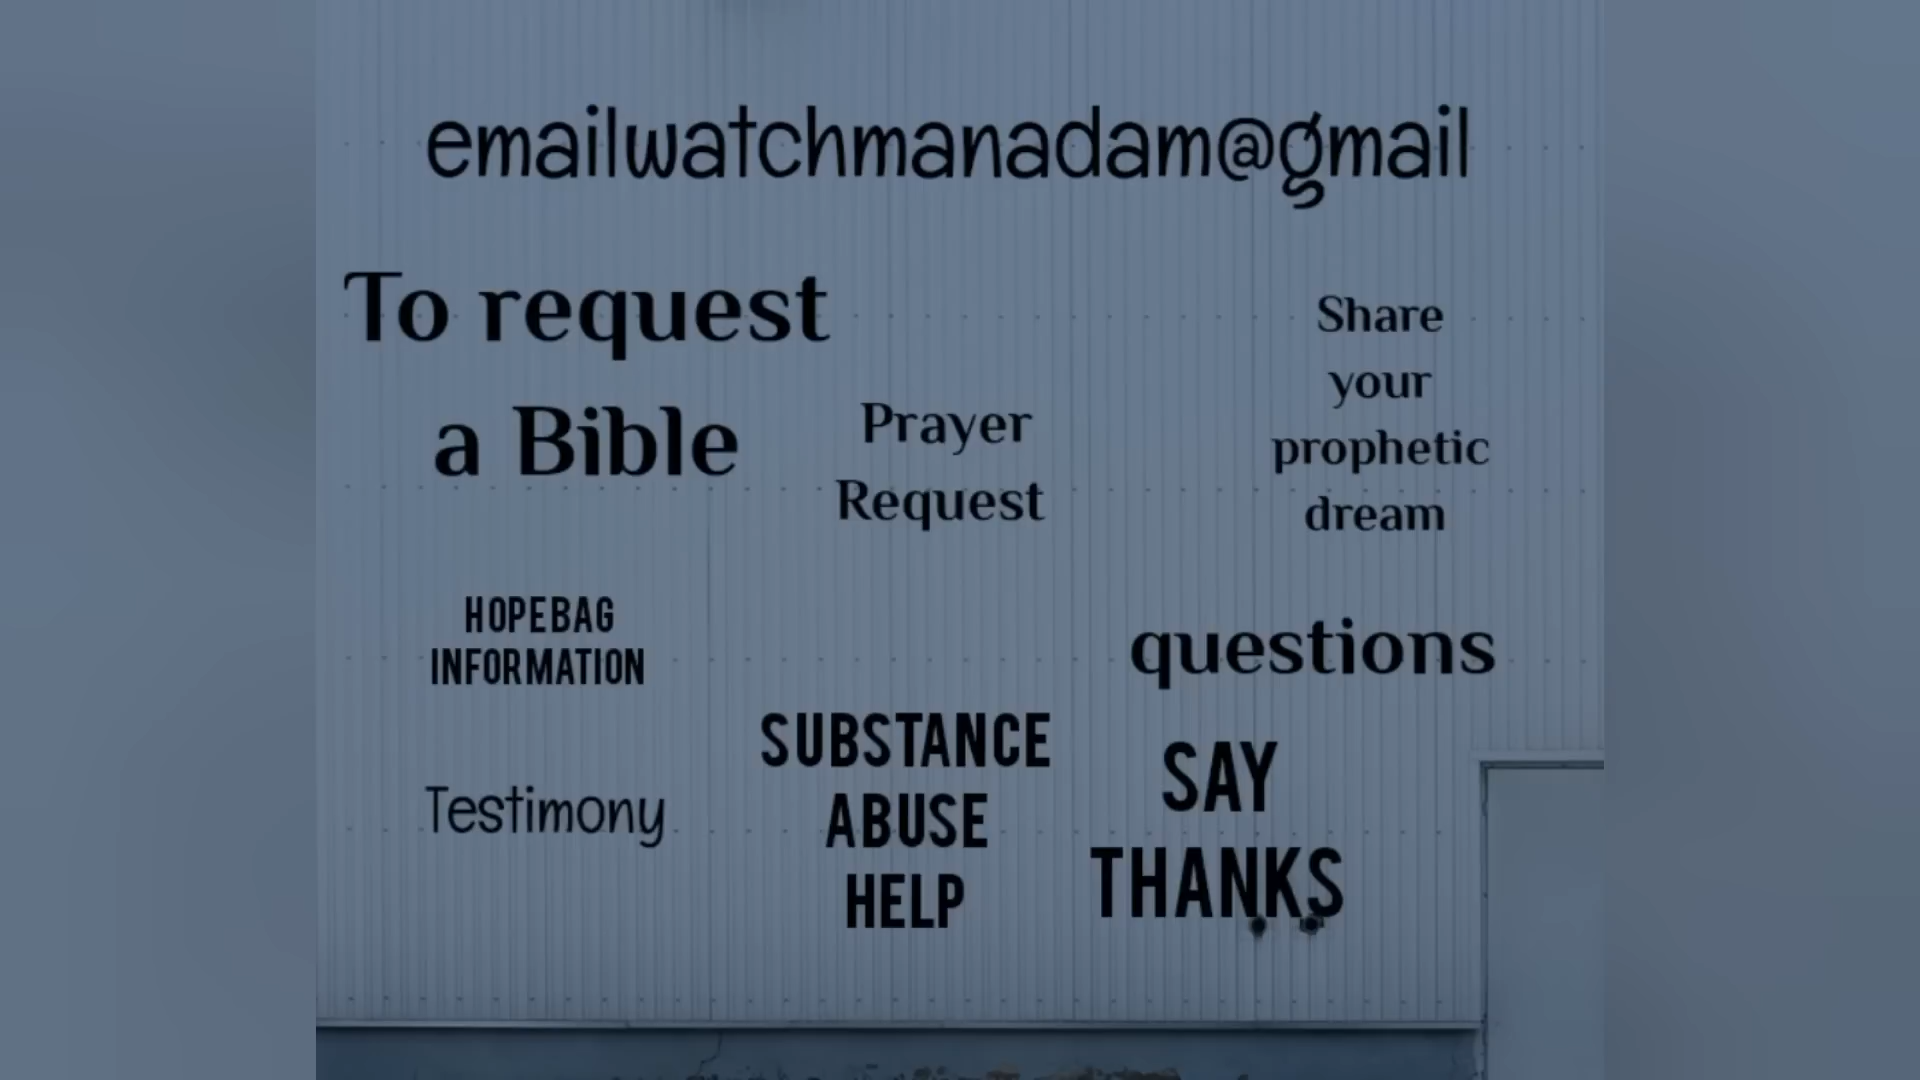 emailwatchmanadam@gmail
To request
a Bible
Prayer
Request
Share
your
prophetic
dream
HOPEBAG
INFORMATION
questions
Testimony
SUBSTANCE
ABUSE
HELP
SAY
THANKS